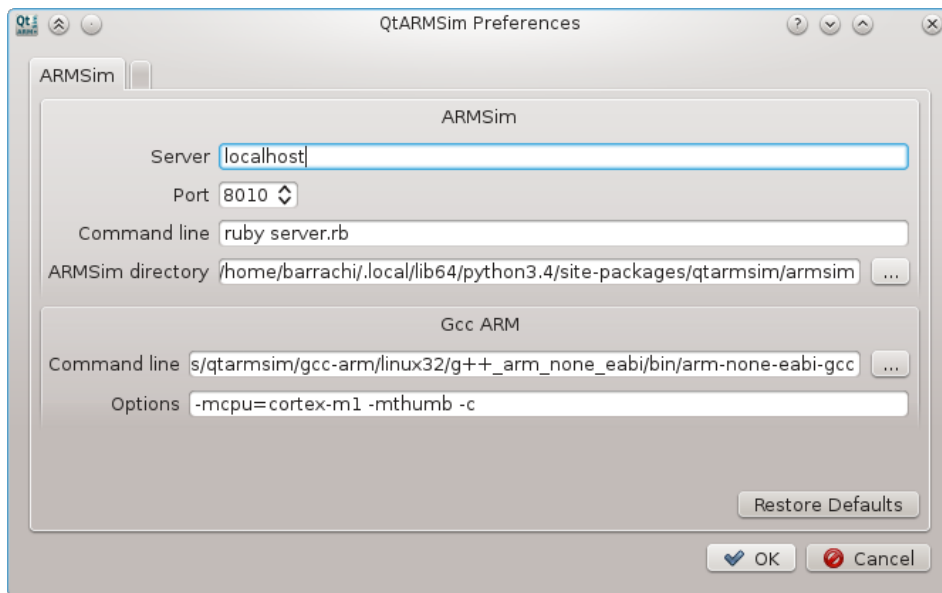 Qt
ARM
QtARMSim Preferences
?
ARMSim
ARMSim
Server localhost
Port 8010
Command line ruby server.rb
ARMSim directory /home/barrachi/.local/lib64/python3.4/site-packages/qtarmsim/armsim ...
Gcc ARM
Command line s/qtarmsim/gcc-arm/linux32/g++_arm_none_eabi/bin/arm-none-eabi-gcc ...
Options -mcpu=cortex-m1 -mthumb -c
Restore Defaults
OK Cancel